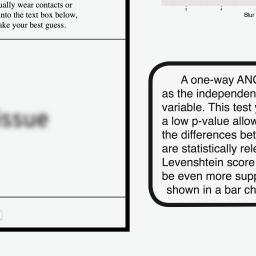 ually wear contacts or
into the text box below,
ake your best guess.
issue
Blur
A one-way ANO
as the independen
variable. This test y
a low p-value allow
the differences bet
are statistically rele
Levenshtein score
be even more supp
shown in a bar ch